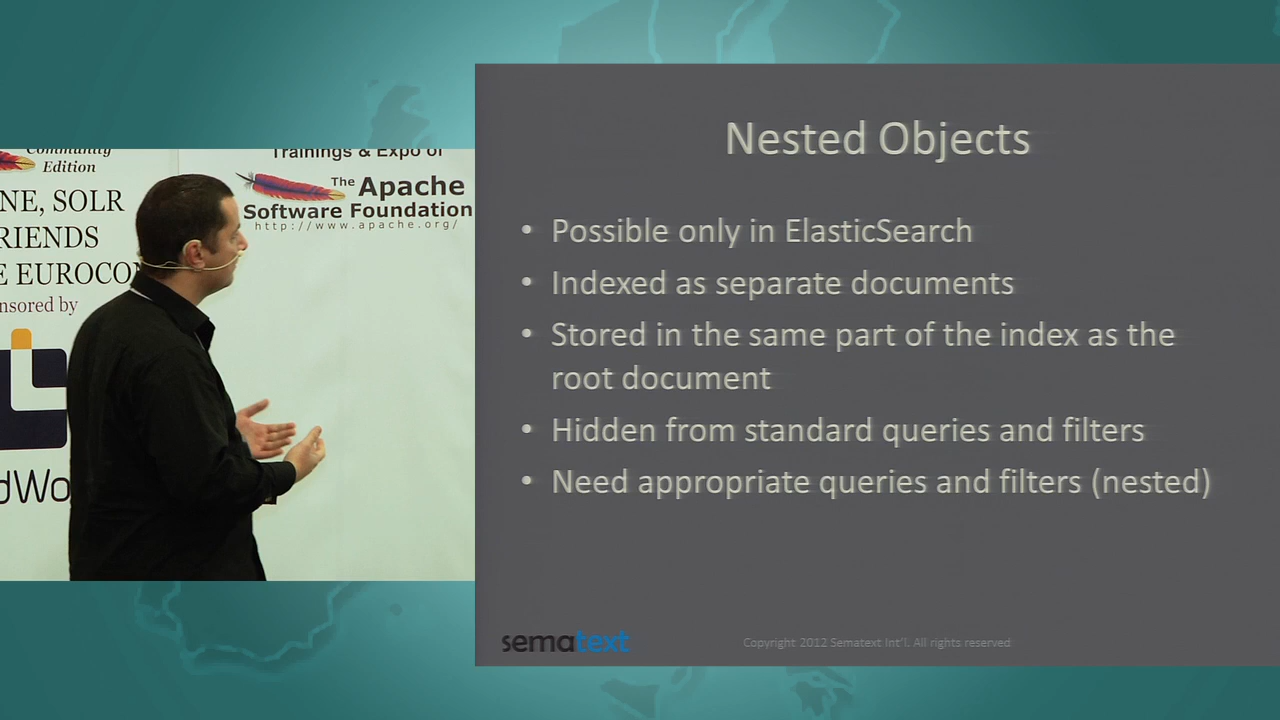 Community
Edition
NE, SOLR
RIENDS
E EUROCO
nsored by
dWo
Trainings & Expo of
The Apache
Software Foundation
http://www.apache.org/
Nested Objects
• Possible only in ElasticSearch
• Indexed as separate documents
• Stored in the same part of the index as the
root document
• Hidden from standard queries and filters
• Need appropriate queries and filters (nested)
sematext
Copyright 2012 Sematext Int'l. All rights reserved